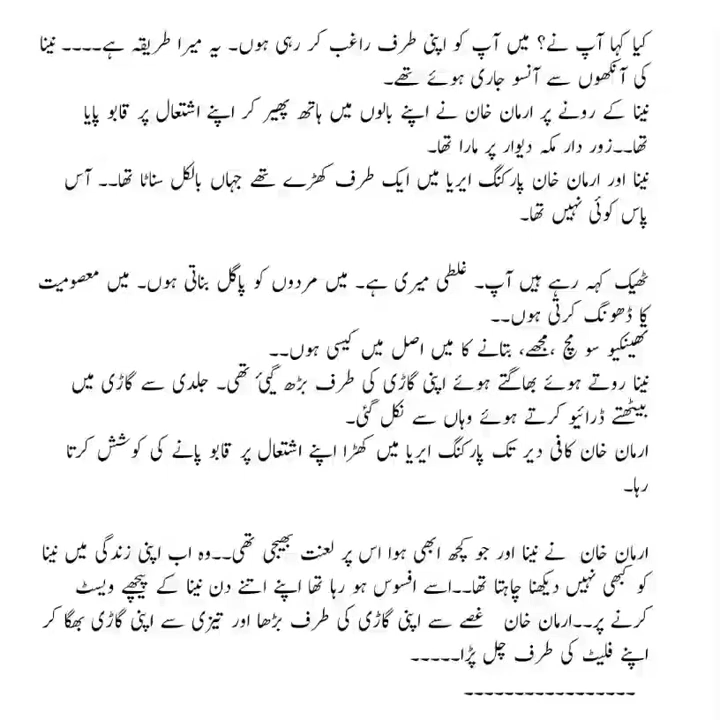 کیا کہا آپ نے؟ میں آپ کو اپنی طرف راغب کر رہی ہوں۔ یہ میرا طریقہ ہے۔۔۔۔ نینا
کی آنکھوں سے آنسو جاری ہوئے تھے۔
نینا کے رونے پر ارمان خان نے اپنے بالوں میں ہاتھ پھیر کر اپنے اشتعال پر قابو پایا
تھا۔۔زور دار مکہ دیوار پر مارا تھا۔
نینا اور ارمان خان پارکنگ ایریا میں ایک طرف کھڑے تھے جہاں بالکل سناٹا تھا۔۔ آس
پاس کوئی نہیں تھا۔
ٹھیک کہہ رہے ہیں آپ۔ غلطی میری ہے۔ میں مردوں کو پاگل بناتی ہوں۔ میں معصومیت
کا ڈھونگ کرتی ہوں۔۔
تھینکیو سو مچ ،مجھے، بتانے کا میں اصل میں کیسی ہوں۔۔
نینا روتے ہوئے بھاگتے ہوئے اپنی گاڑی کی طرف بڑھ گیئ تھی۔ جلدی سے گاڑی میں
بیٹھتے ڈرائیو کرتے ہوئے وہاں سے نکل گئی۔
ارمان خان کافی دیر تک پارکنگ ایریا میں کھڑا اپنے اشتعال پر قابو پانے کی کوشش کرتا
رہا۔
ارمان خان نے نینا اور جو کچھ ابھی ہوا اس پر لعنت بھیجی تھی۔۔وہ اب اپنی زندگی میں نینا
کو کبھی نہیں دیکھنا چاہتا تھا۔۔اسے افسوس ہو رہا تھا اپنے اتنے دن نینا کے پیچھے ویسٹ
کرنے پر۔۔ارمان خان غصے سے اپنی گاڑی کی طرف بڑھا اور تیزی سے اپنی گاڑی بھگا کر
اپنے فلیٹ کی طرف چل پڑا۔۔۔۔۔
۔۔۔۔۔۔۔۔۔۔۔۔۔۔۔۔۔